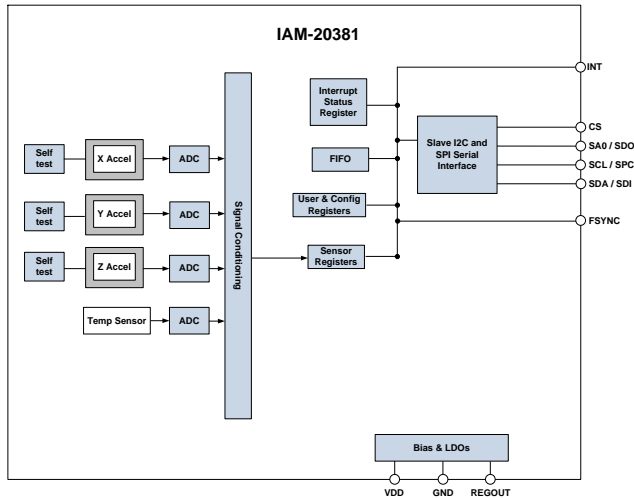 IAM-20381
INT
Interrupt
Status
Register
CS
Self
test
X Accel
ADC
Slave I2C and
SPI Serial
Interface
SA0 / SDO
FIFO
SCL / SPC
SDA / SDI
Self
test
Y Accel
ADC
Signal Conditioning
User & Config
Registers
FSYNC
Self
test
Z Accel
ADC
Sensor
Registers
Temp Sensor
ADC
Bias & LDOs
VDD
GND
REGOUT